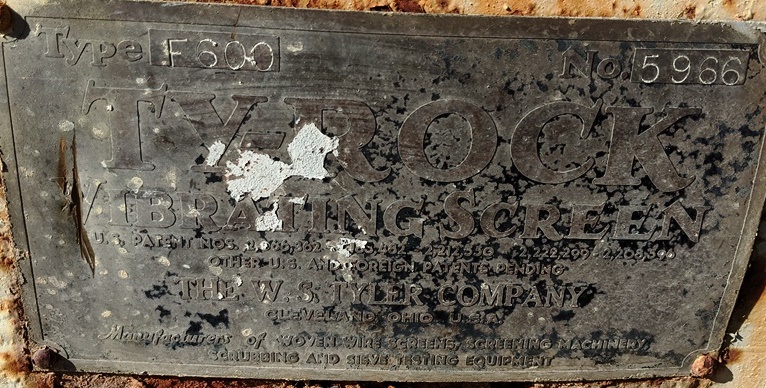 Type F600 No. 5966
TY-ROCK
VIBRATING SCREEN
U.S. PATENT NOS.
OTHER U.S. AND FOREIGN PATENTS PENDING
THE W. S. TYLER COMPANY
CLEVELAND, OHIO, U.S.A.
Manufacturers of WOVEN WIRE SCREENS, SCREENING MACHINERY,
SCRUBBING AND SIEVE TESTING EQUIPMENT